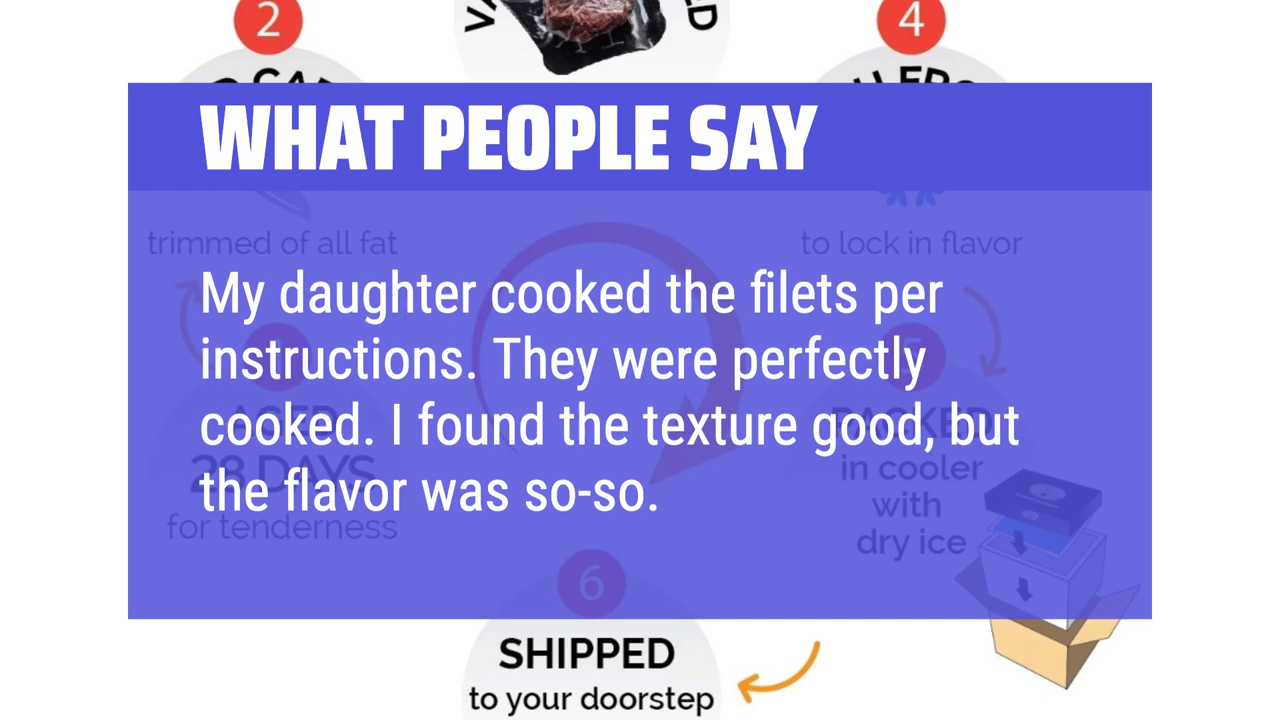 2
4
WHAT PEOPLE SAY
trimmed of all fat
to lock in flavor
My daughter cooked the filets per
instructions. They were perfectly
cooked. I found the texture good, but
the flavor was so-so.
AGED
28 DAYS
for tenderness
PACKED
in cooler
with
dry ice
6
SHIPPED
to your doorstep